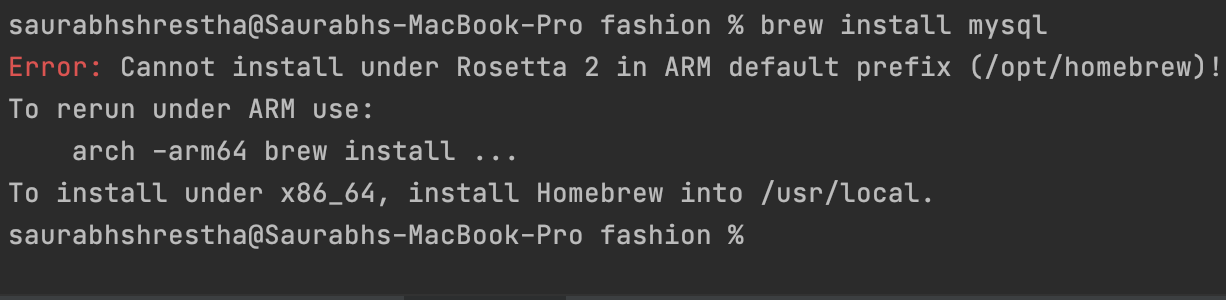 saurabhshrestha@Saurabhs-MacBook-Pro fashion % brew install mysql
Error: Cannot install under Rosetta 2 in ARM default prefix (/opt/homebrew)!
To rerun under ARM use:
    arch -arm64 brew install ...
To install under x86_64, install Homebrew into /usr/local.
saurabhshrestha@Saurabhs-MacBook-Pro fashion %